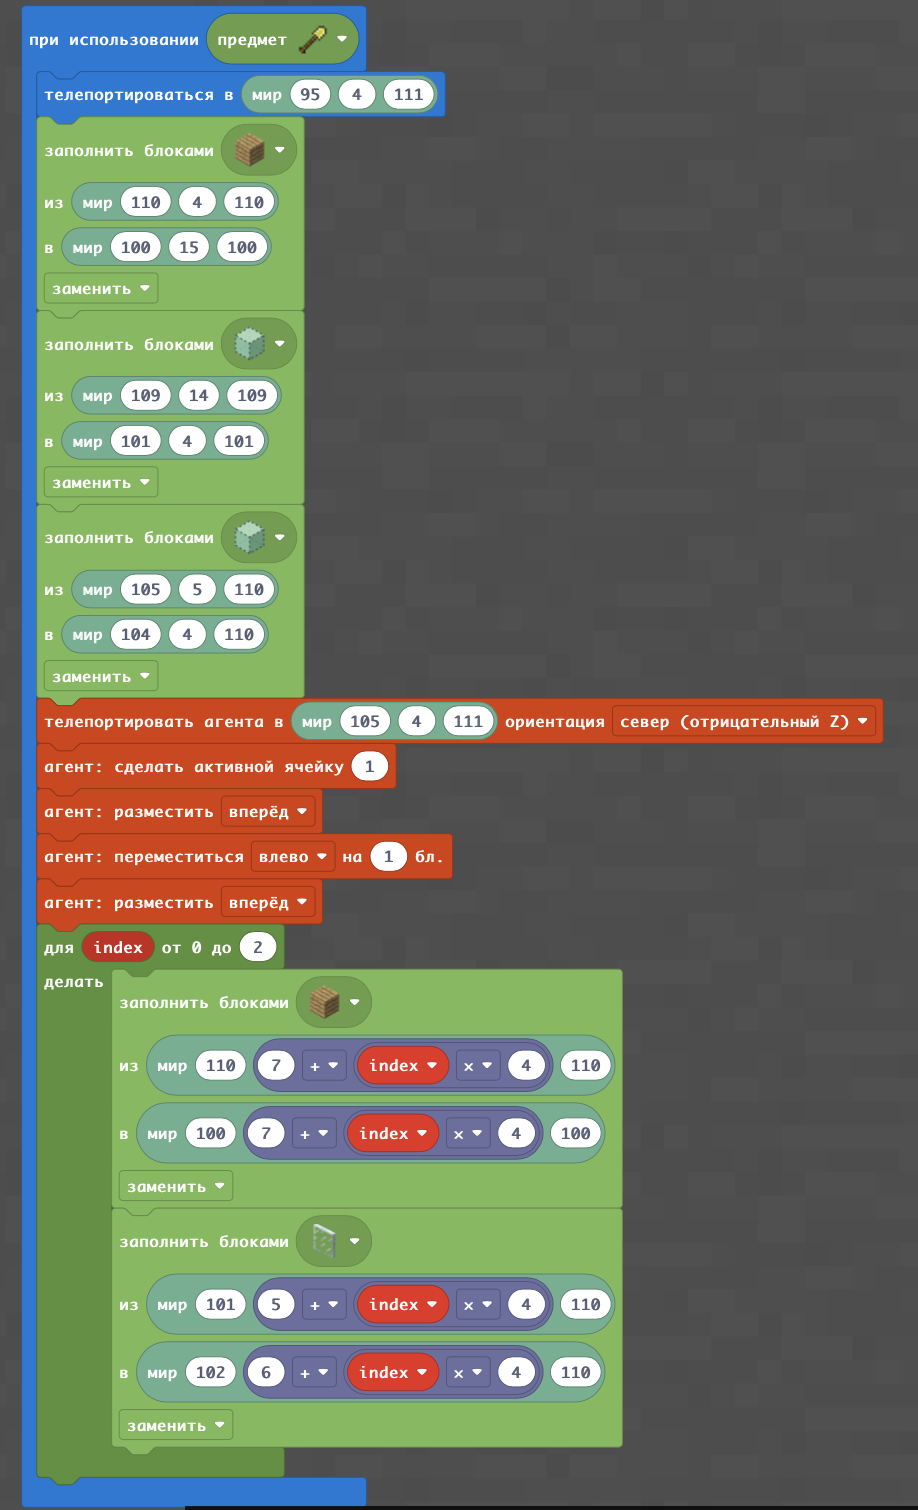 при использовании предмет
телепортироваться в мир 95 4 111
заполнить блоками
из мир 110 4 110
в мир 100 15 100
заменить
заполнить блоками
из мир 109 14 109
в мир 101 4 101
заменить
заполнить блоками
из мир 105 5 110
в мир 104 4 110
заменить
телепортировать агента в мир 105 4 111 ориентация север (отрицательный Z)
агент: сделать активной ячейку 1
агент: разместить вперёд
агент: переместиться влево на 1 бл.
агент: разместить вперёд
для index от 0 до 2
делать
заполнить блоками
из мир 110 7 + index × 4 110
в мир 100 7 + index × 4 100
заменить
заполнить блоками
из мир 101 5 + index × 4 110
в мир 102 6 + index × 4 110
заменить